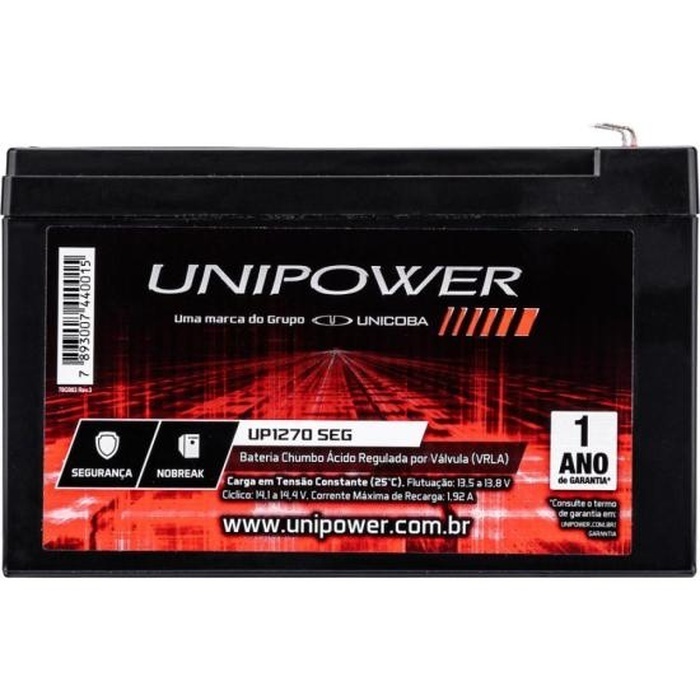 UNIPOWER
Uma marca do Grupo UNICOBA
7 893007 440015
UP1270 SEG
Bateria Chumbo Ácido Regulada por Válvula (VRLA)
Carga em Tensão Constante (25°C), Flutuação: 13,5 a 13,8 V
Cíclico: 14,1 a 14,4 V, Corrente Máxima de Recarga: 1,92 A
www.unipower.com.br
SEGURANÇA
NOBREAK
1
ANO
de GARANTIA*
*Consulte o termo
de garantia em:
UNIPOWER.COM.BR/
GARANTIA